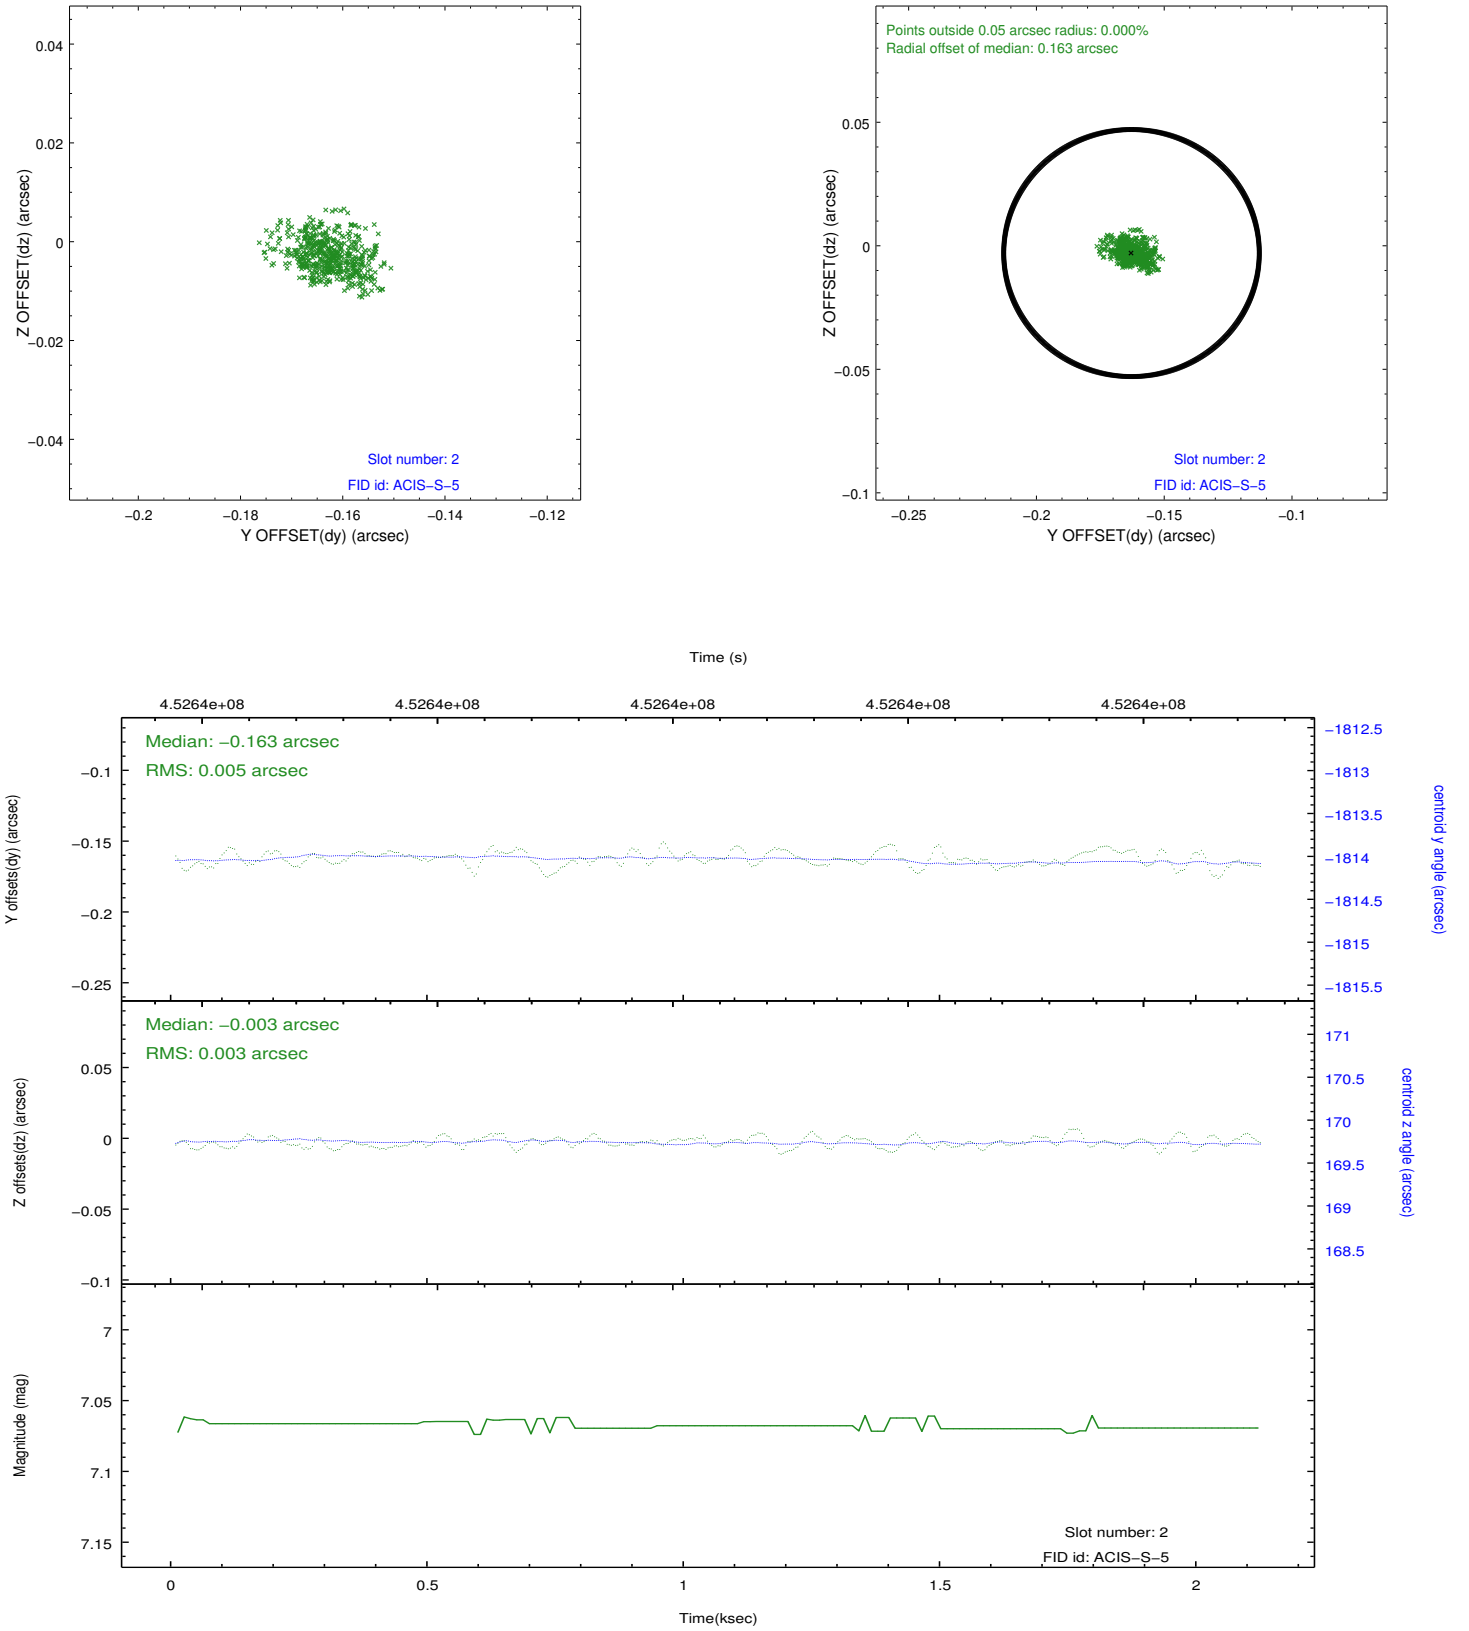 0.04
0.02
0
−0.02
−0.04
Z OFFSET(dz) (arcsec)
Slot number: 2
FID id: ACIS−S−5
−0.2
−0.18
−0.16
−0.14
−0.12
Y OFFSET(dy) (arcsec)
Points outside 0.05 arcsec radius: 0.000%
Radial offset of median: 0.163 arcsec
0.05
0
−0.05
−0.1
Z OFFSET(dz) (arcsec)
Slot number: 2
FID id: ACIS−S−5
−0.25
−0.2
−0.15
−0.1
Y OFFSET(dy) (arcsec)
Time (s)
4.5264e+08
4.5264e+08
4.5264e+08
4.5264e+08
4.5264e+08
Median: −0.163 arcsec
RMS: 0.005 arcsec
−0.1
−0.15
−0.2
−0.25
Y offsets(dy) (arcsec)
−1812.5
−1813
−1813.5
−1814
−1814.5
−1815
−1815.5
centroid y angle (arcsec)
Median: −0.003 arcsec
RMS: 0.003 arcsec
0.05
0
−0.05
−0.1
Z offsets(dz) (arcsec)
171
170.5
170
169.5
169
168.5
centroid z angle (arcsec)
7
7.05
7.1
7.15
Magnitude (mag)
Slot number: 2
FID id: ACIS−S−5
0
0.5
1
1.5
2
Time(ksec)